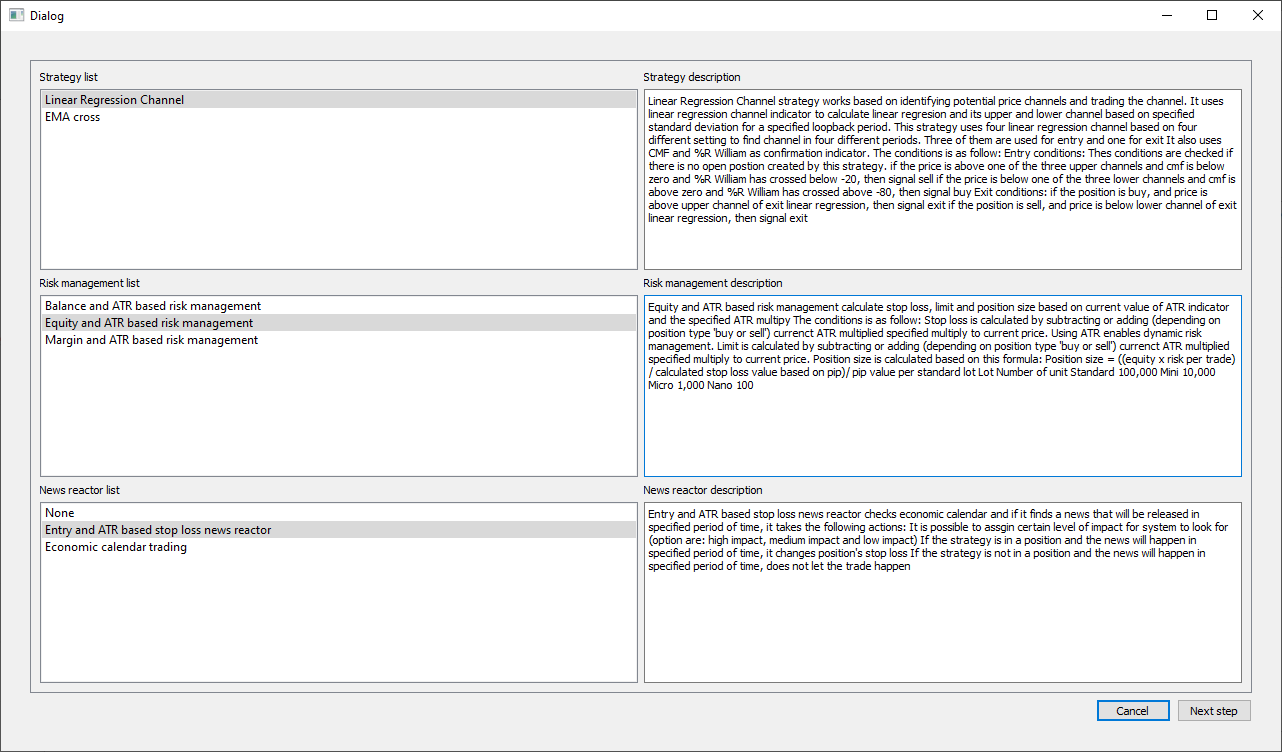 Dialog
Strategy list
Linear Regression Channel
EMA cross
Strategy description
Linear Regression Channel strategy works based on identifying potential price channels and trading the channel. It uses
linear regression channel indicator to calculate linear regresion and its upper and lower channel based on specified
standard deviation for a specified loopback period. This strategy uses four linear regression channel based on four
different setting to find channel in four different periods. Three of them are used for entry and one for exit It also uses
CMF and %R William as confirmation indicator. The conditions is as follow: Entry conditions: Thes conditions are checked if
there is no open postion created by this strategy. if the price is above one of the three upper channels and cmf is below
zero and %R William has crossed below -20, then signal sell if the price is below one of the three lower channels and cmf is
above zero and %R William has crossed above -80, then signal buy Exit conditions: if the position is buy, and price is
above upper channel of exit linear regression, then signal exit if the position is sell, and price is below lower channel of exit
linear regression, then signal exit
Risk management list
Balance and ATR based risk management
Equity and ATR based risk management
Margin and ATR based risk management
Risk management description
Equity and ATR based risk management calculate stop loss, limit and position size based on current value of ATR indicator
and the specified ATR multipy The conditions is as follow: Stop loss is calculated by subtracting or adding (depending on
position type 'buy or sell') currenct ATR multiplied specified multiply to current price. Using ATR enables dynamic risk
management. Limit is calculated by subtracting or adding (depending on position type 'buy or sell') currenct ATR multiplied
specified multiply to current price. Position size is calculated based on this formula: Position size = ((equity x risk per trade)
/ calculated stop loss value based on pip)/ pip value per standard lot Lot Number of unit Standard 100,000 Mini 10,000
Micro 1,000 Nano 100
News reactor list
None
Entry and ATR based stop loss news reactor
Economic calendar trading
News reactor description
Entry and ATR based stop loss news reactor checks economic calendar and if it finds a news that will be released in
specified period of time, it takes the following actions: It is possible to assgin certain level of impact for system to look for
(option are: high impact, medium impact and low impact) If the strategy is in a position and the news will happen in
specified period of time, it changes position's stop loss If the strategy is not in a position and the news will happen in
specified period of time, does not let the trade happen
Cancel
Next step